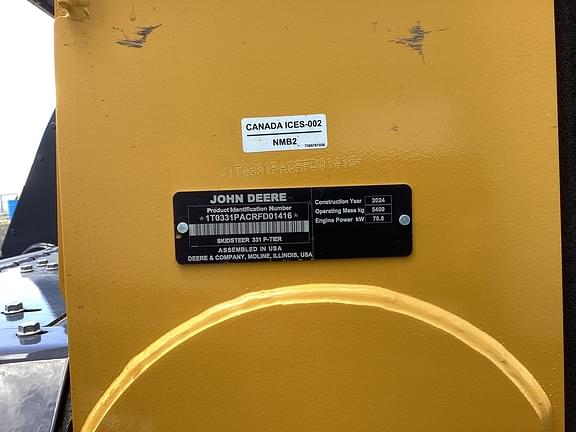 CANADA ICES-002
NMB2
*1T0331PACRFD01416*
JOHN DEERE
Product Identification Number
*1T0331PACRFD01416*
SKIDSTEER 331 P-TIER
ASSEMBLED IN USA
DEERE & COMPANY, MOLINE, ILLINOIS, USA
Construction Year 2024
Operating Mass kg 5409
Engine Power kW 70.8